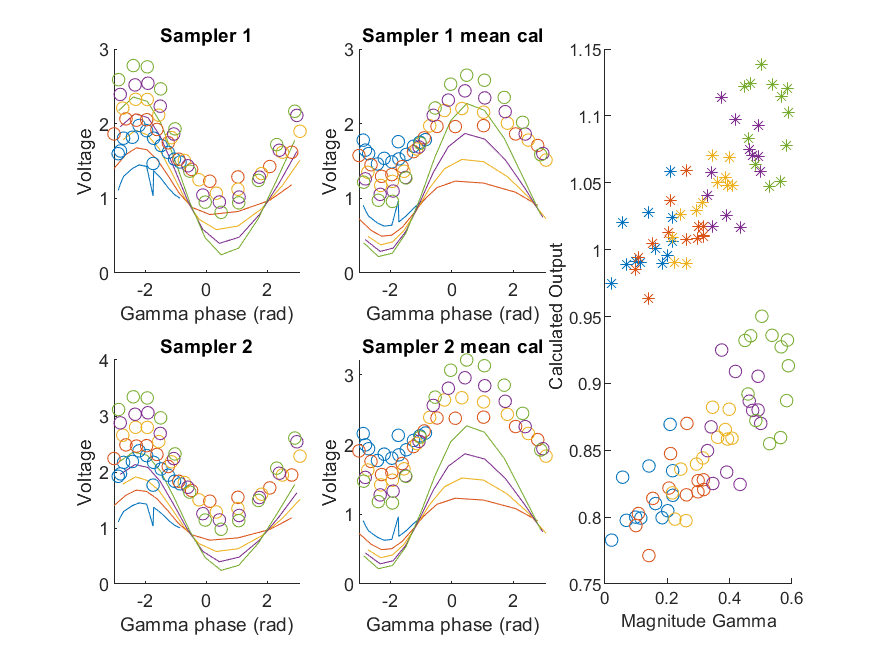 Sampler 1
3
2
1
0
Voltage
-2 0 2
Gamma phase (rad)
Sampler 1 mean cal
3
2
1
0
Voltage
-2 0 2
Gamma phase (rad)
Sampler 2
4
3
2
1
0
Voltage
-2 0 2
Gamma phase (rad)
Sampler 2 mean cal
3
2
1
0
Voltage
-2 0 2
Gamma phase (rad)
1.15
1.1
1.05
1
0.95
0.9
0.85
0.8
0.75
Calculated Output
0 0.2 0.4 0.6
Magnitude Gamma